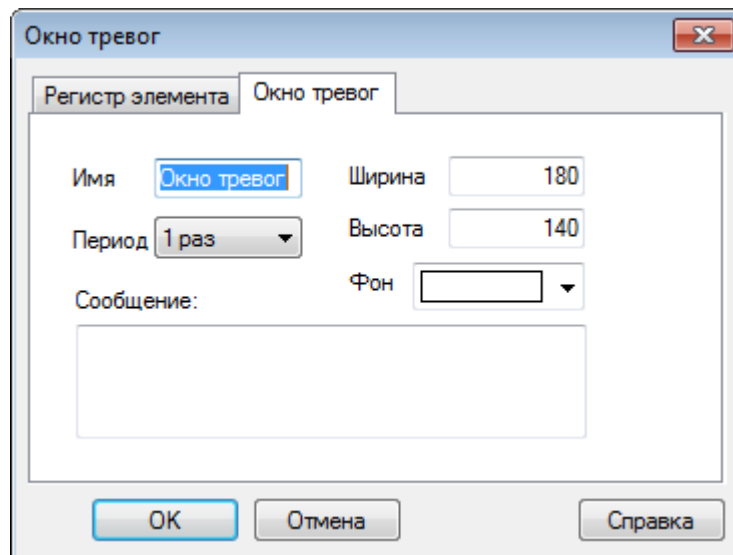 Окно тревог
Регистр элемента Окно тревог
Имя Окно тревог Ширина 180
Период 1 раз Высота 140
Фон
Сообщение:
OK Отмена Справка